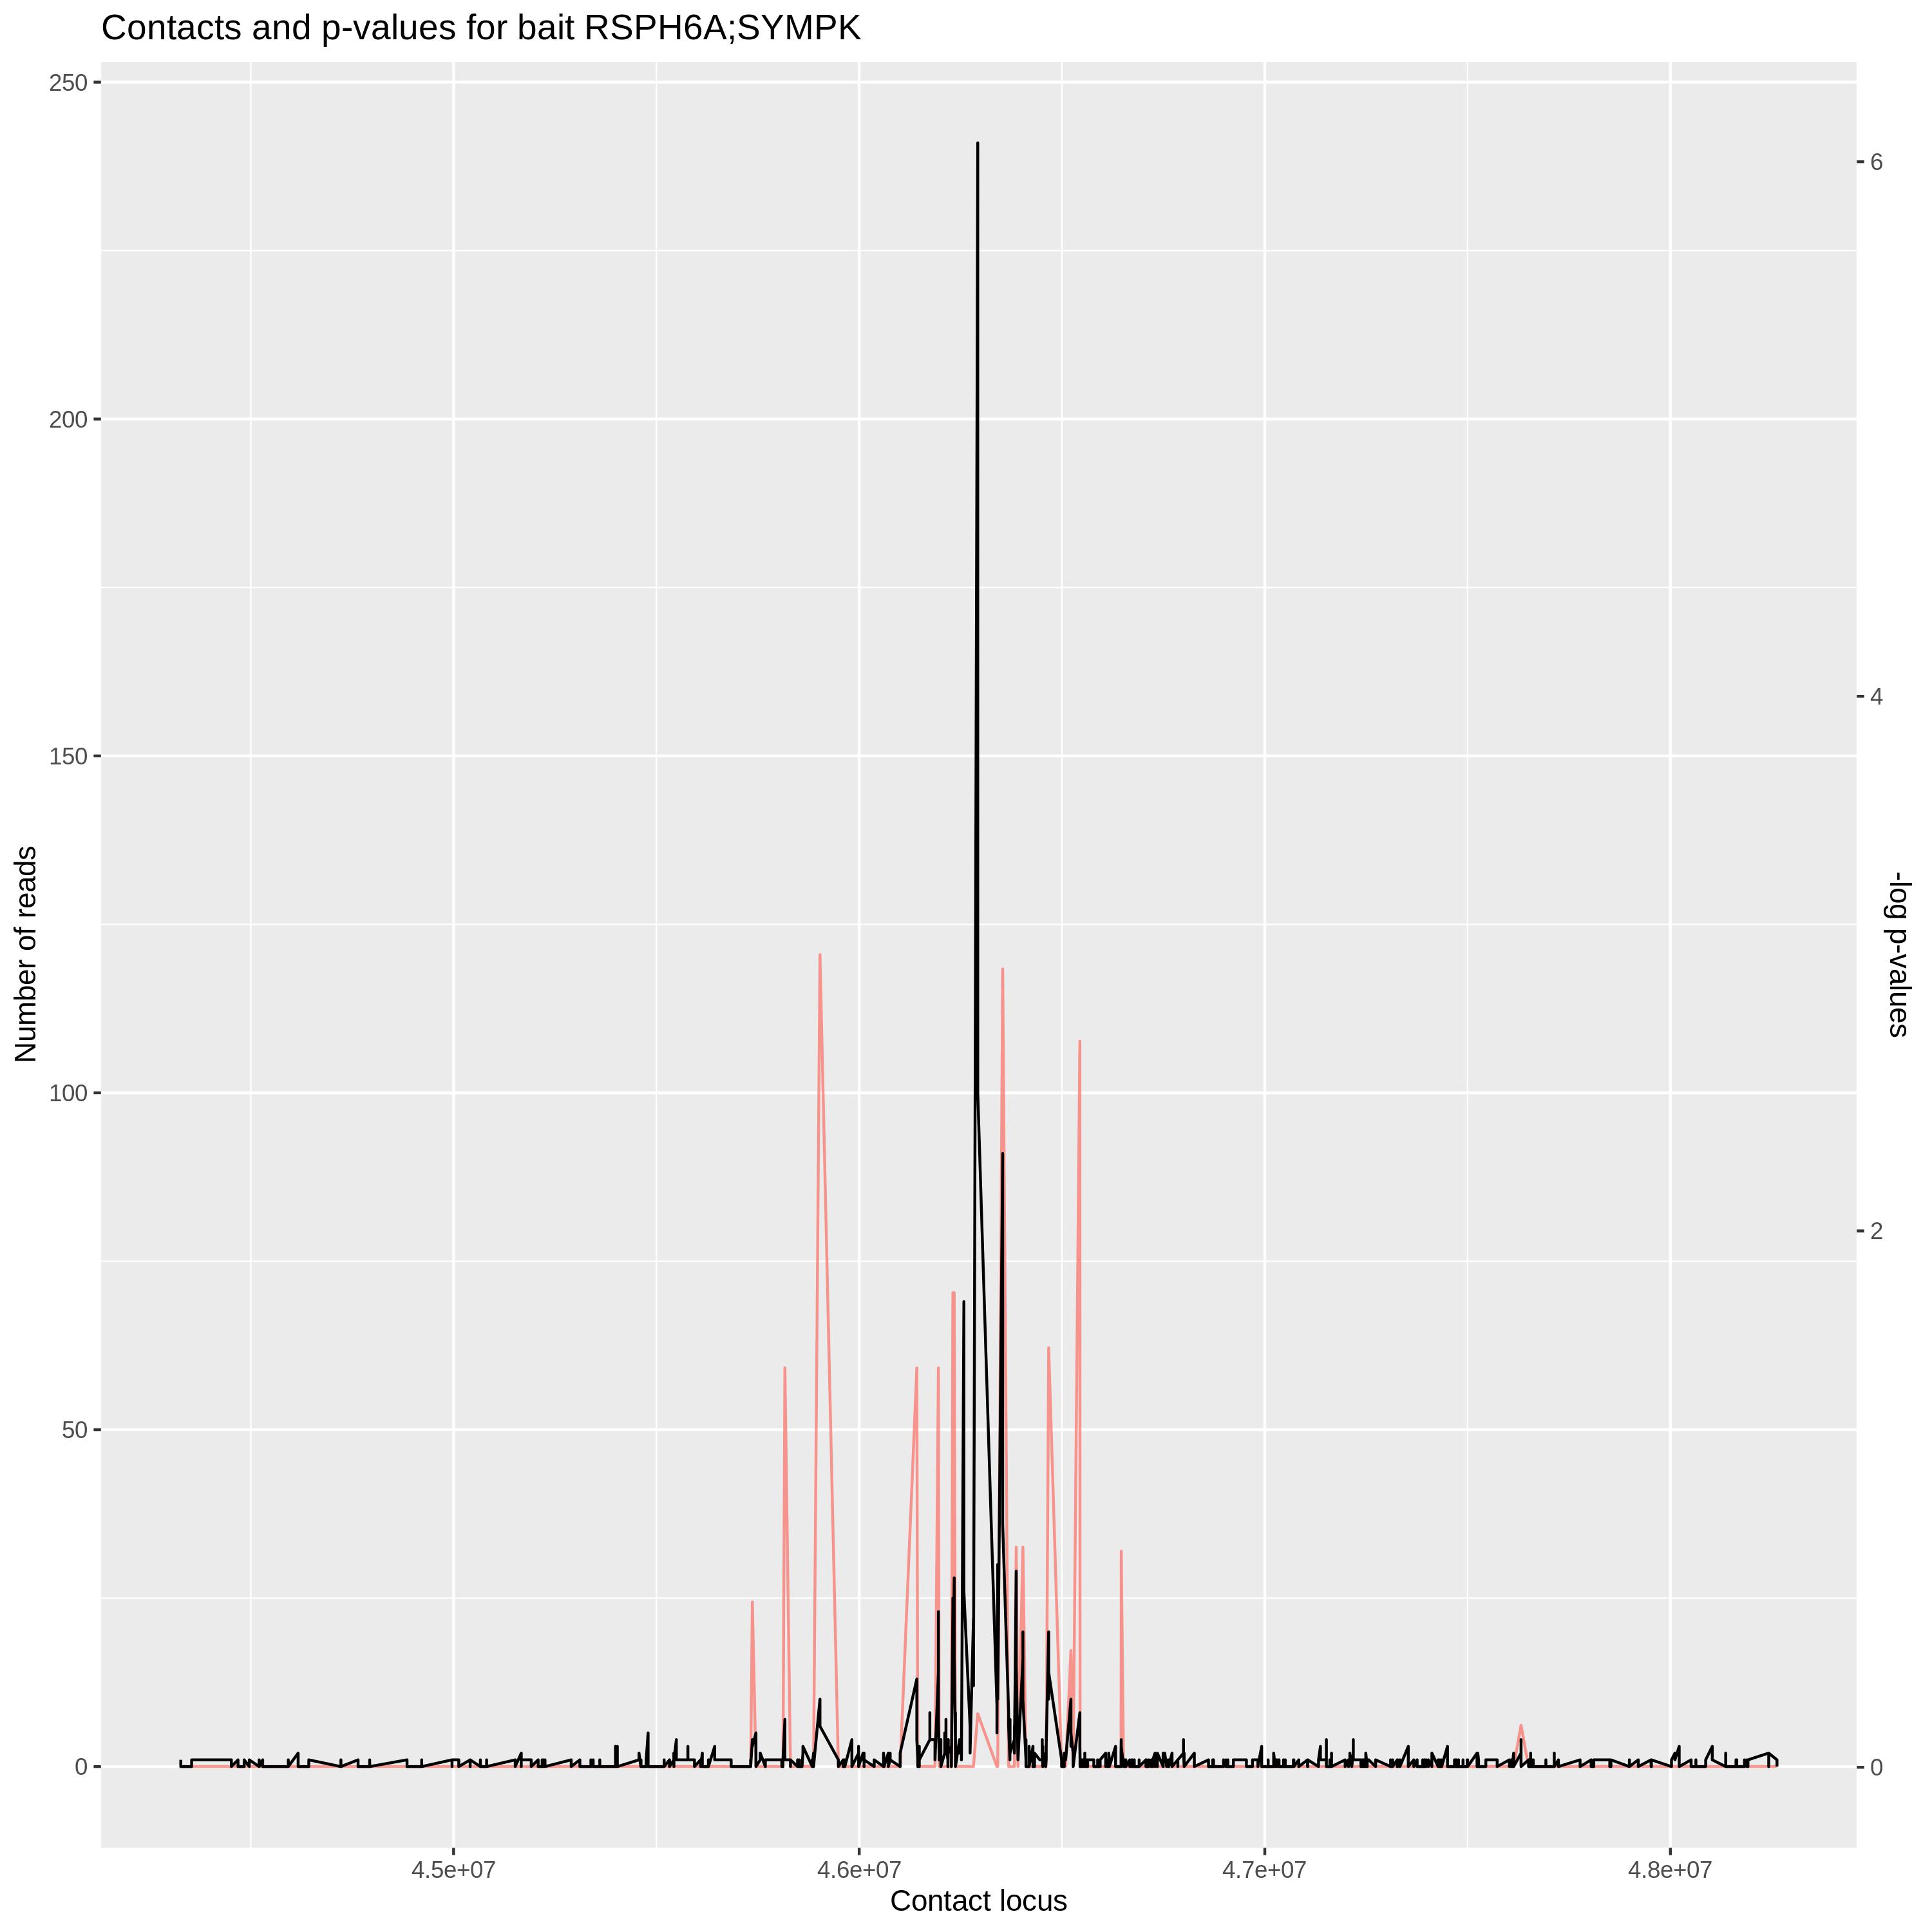 Contacts and p-values for bait RSPH6A;SYMPK
250
200
150
100
50
0
6
4
2
0
Number of reads
-log p-values
4.5e+07 4.6e+07 4.7e+07 4.8e+07
Contact locus